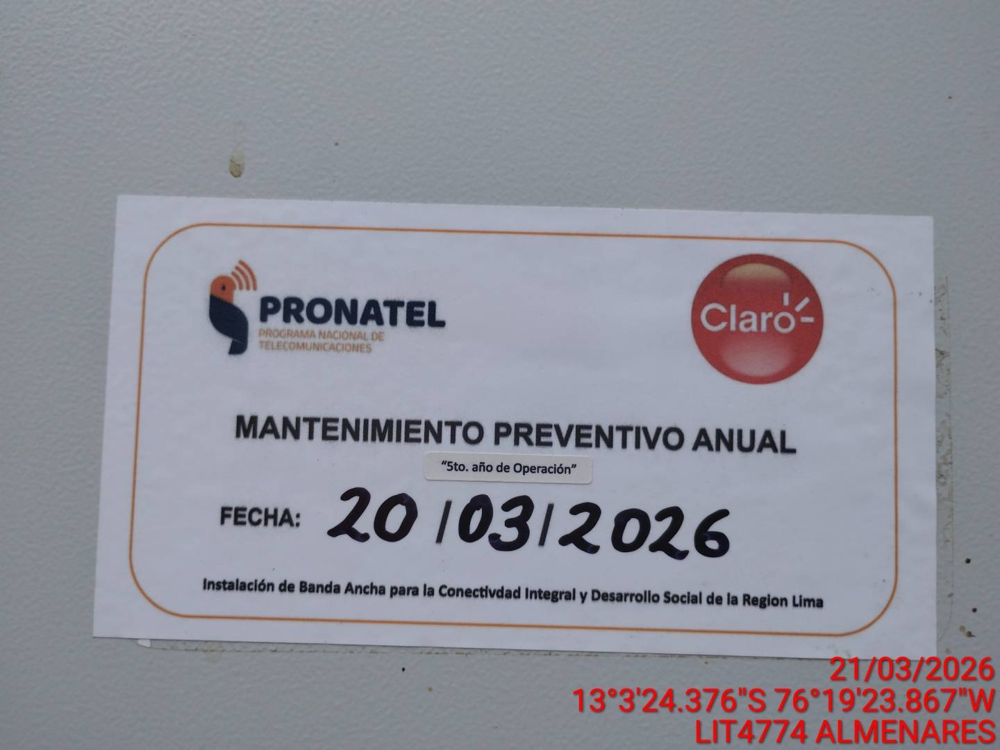 PRONATEL
PROGRAMA NACIONAL DE
TELECOMUNICACIONES
Claro
MANTENIMIENTO PREVENTIVO ANUAL
“5to. año de Operación”
FECHA: 20/03/2026
Instalación de Banda Ancha para la Conectivdad Integral y Desarrollo Social de la Region Lima
21/03/2026
13°3'24.376"S 76°19'23.867"W
LIT4774 ALMENARES